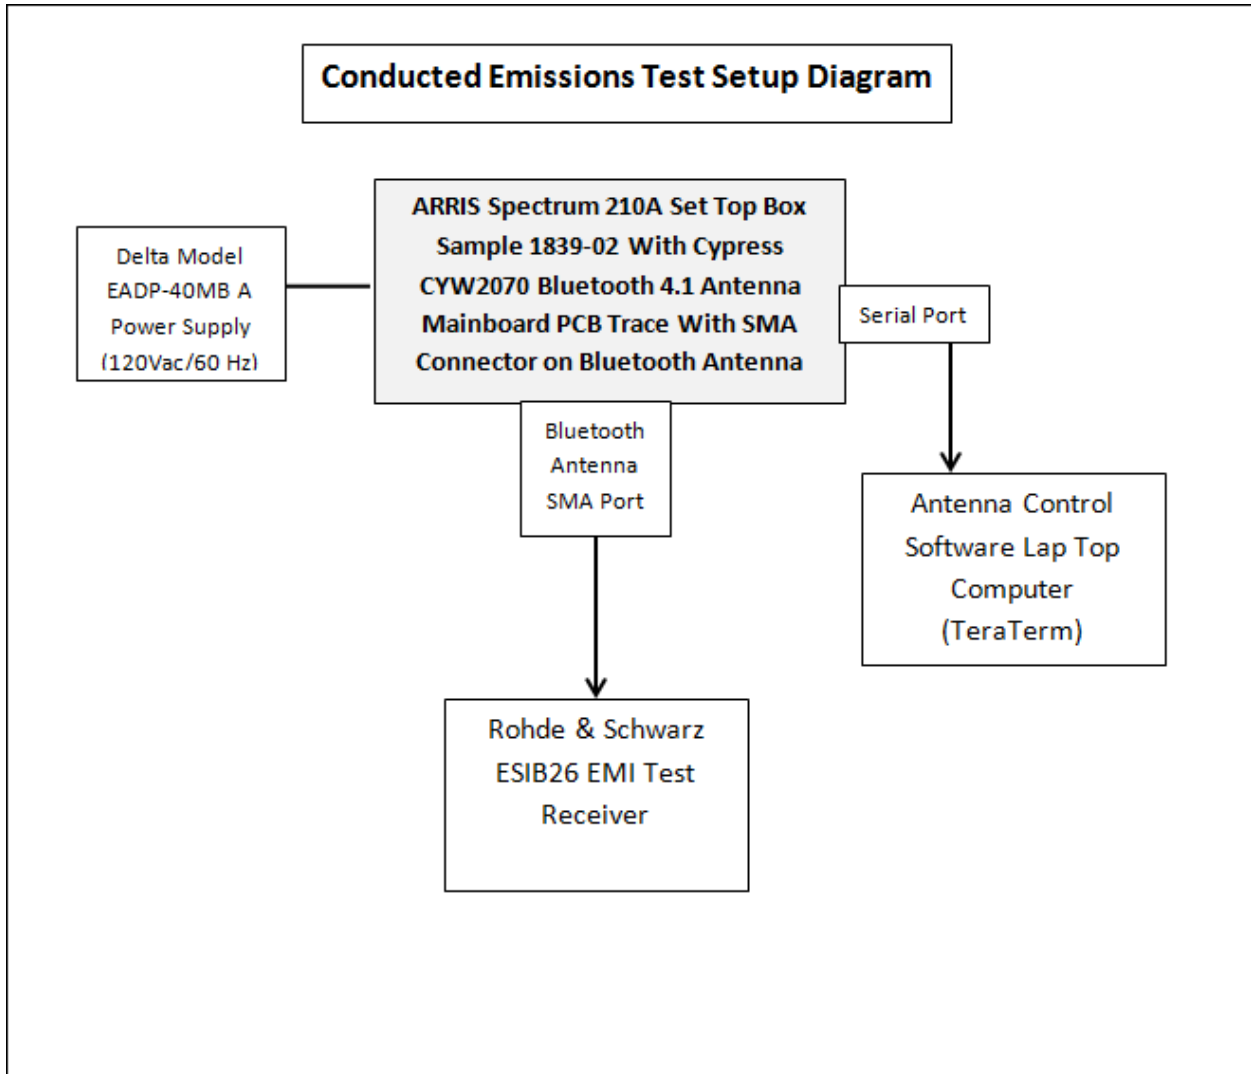 Conducted Emissions Test Setup Diagram
ARRIS Spectrum 210A Set Top Box
Sample 1839-02 With Cypress
CYW2070 Bluetooth 4.1 Antenna
Mainboard PCB Trace With SMA
Connector on Bluetooth Antenna
Delta Model
EADP-40MB A
Power Supply
(120Vac/60 Hz)
Serial Port
Bluetooth
Antenna
SMA Port
Antenna Control
Software Lap Top
Computer
(TeraTerm)
Rohde & Schwarz
ESIB26 EMI Test
Receiver